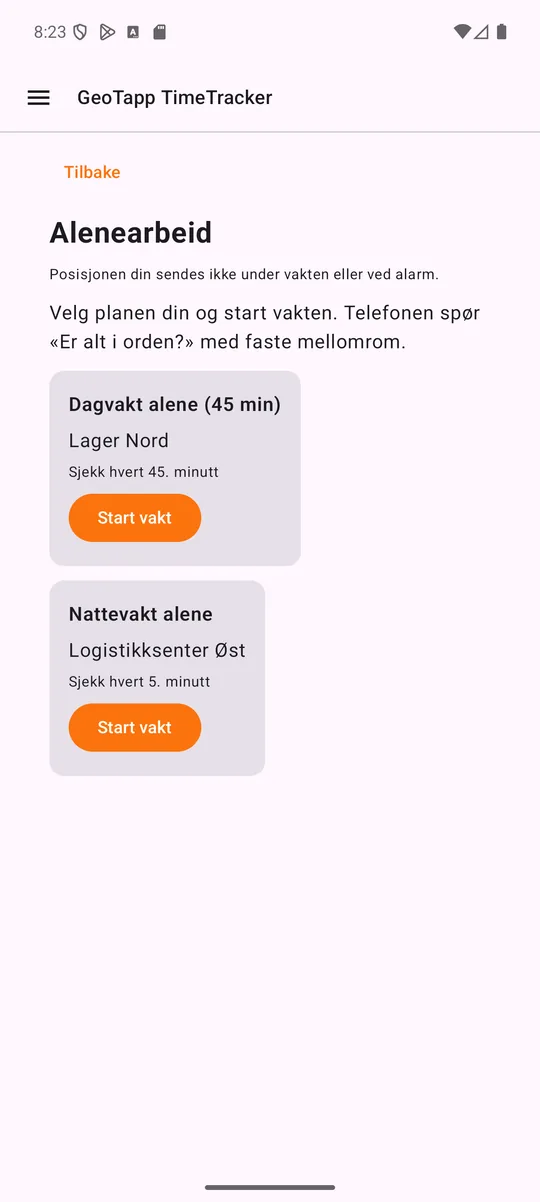 8:23
GeoTapp TimeTracker
Tilbake
Alenearbeid
Posisjonen din sendes ikke under vakten eller ved alarm.
Velg planen din og start vakten. Telefonen spør
«Er alt i orden?» med faste mellomrom.
Dagvakt alene (45 min)
Lager Nord
Sjekk hvert 45. minutt
Start vakt
Nattevakt alene
Logistikksenter Øst
Sjekk hvert 5. minutt
Start vakt